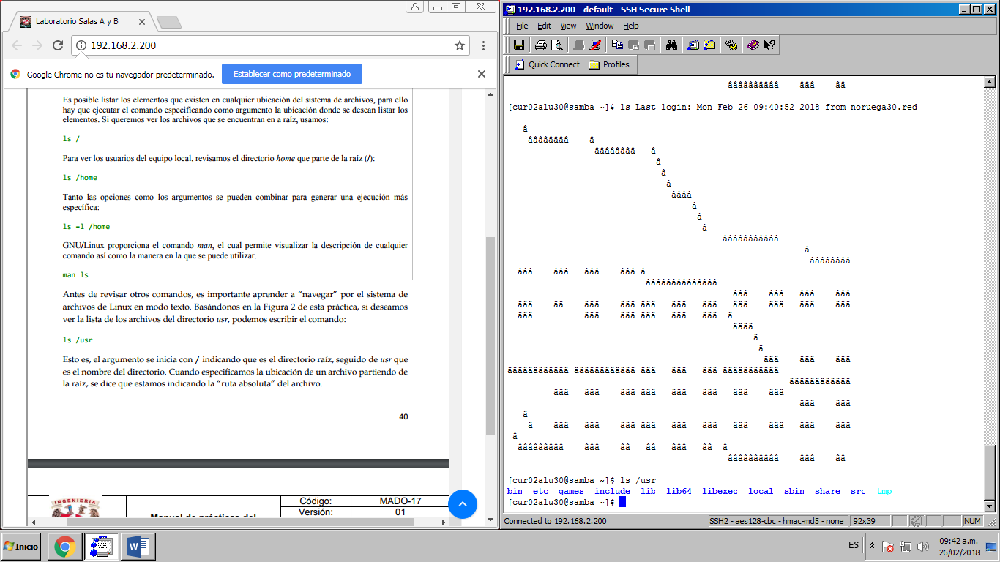 Laboratorio Salas A y B
192.168.2.200
Google Chrome no es tu navegador predeterminado.
Establecer como predeterminado
Es posible listar los elementos que existen en cualquier ubicación del sistema de archivos, para ello
hay que ejecutar el comando especificando como argumento la ubicación donde se desean listar los
elementos. Si queremos ver los archivos que se encuentran en a raíz, usamos:
ls /
Para ver los usuarios del equipo local, revisamos el directorio home que parte de la raíz (/):
ls /home
Tanto las opciones como los argumentos se pueden combinar para generar una ejecución más
específica:
ls -l /home
GNU/Linux proporciona el comando man, el cual permite visualizar la descripción de cualquier
comando así como la manera en la que se puede utilizar.
man ls
Antes de revisar otros comandos, es importante aprender a “navegar” por el sistema de
archivos de Linux en modo texto. Basándonos en la Figura 2 de esta práctica, si deseamos
ver la lista de los archivos del directorio usr, podemos escribir el comando:
ls /usr
Esto es, el argumento se inicia con / indicando que es el directorio raíz, seguido de usr que
es el nombre del directorio. Cuando especificamos la ubicación de un archivo partiendo de
la raíz, se dice que estamos indicando la “ruta absoluta” del archivo.
40
INGENIERIA
Código:
MADO-17
Versión:
01
192.168.2.200 - default - SSH Secure Shell
File Edit View Window Help
Quick Connect Profiles
ââââââââââ âââ ââ
[cur02alu30@samba ~]$ ls Last login: Mon Feb 26 09:40:52 2018 from noruega30.red
â
ââââââââ â
ââââââââ â
â
â
â
ââââ
â
â
â
âââââââââââ
â
ââââââââ
âââ âââ âââ âââ â
ââââââââââââââ
âââ âââ âââ âââ
âââ ââ âââ âââ âââ âââ âââ âââ âââ âââ
âââ âââ âââ âââ âââ âââ â
ââââ
â
â
âââ âââ âââ
ââââââââââââ ââââââââââââ âââ âââ âââ âââââââââââ
ââââââââââââ
âââ âââ âââ âââ âââ âââ âââ âââ
âââ âââ
â
â âââ âââ âââ âââ âââ âââ âââ âââ âââ âââ
â
âââââââââ âââ ââ ââ âââ ââ â
ââââââââââ âââ ââ
[cur02alu30@samba ~]$ ls /usr
bin etc games include lib lib64 libexec local sbin share src tmp
[cur02alu30@samba ~]$
Connected to 192.168.2.200
SSH2 - aes128-cbc - hmac-md5 - none
92x39
NUM
Inicio
ES
09:42 a.m.
26/02/2018